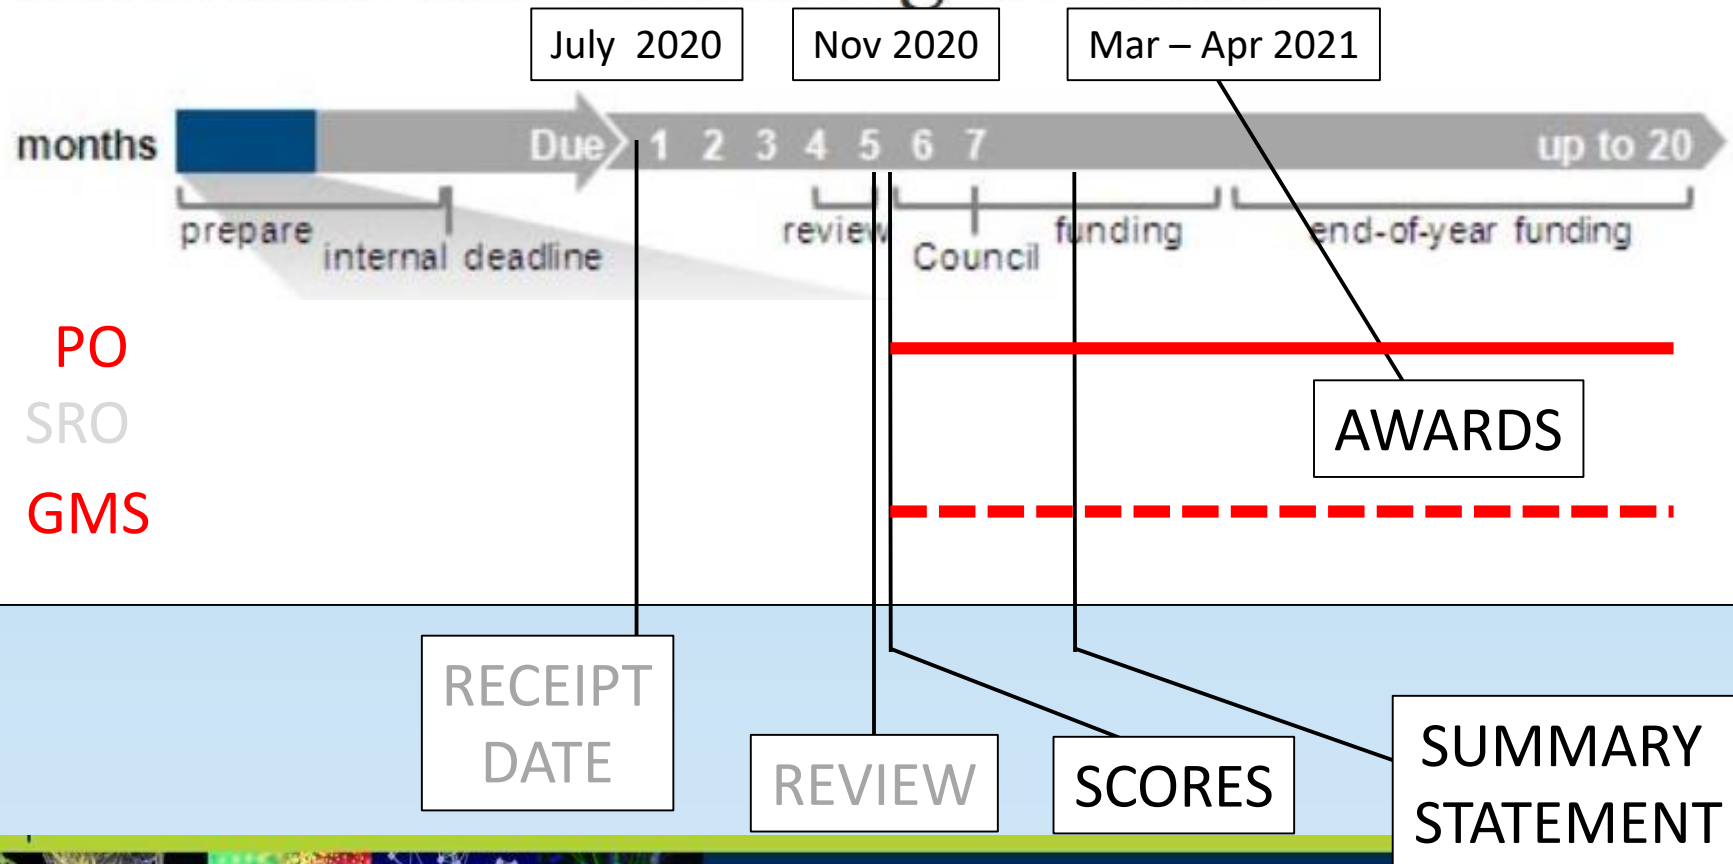 July 2020
Nov 2020
Mar – Apr 2021
months
Due 1 2 3 4 5 6 7 up to 20
prepare
internal deadline
review
Council
funding
end-of-year funding
PO
SRO
GMS
AWARDS
RECEIPT
DATE
REVIEW
SCORES
SUMMARY
STATEMENT